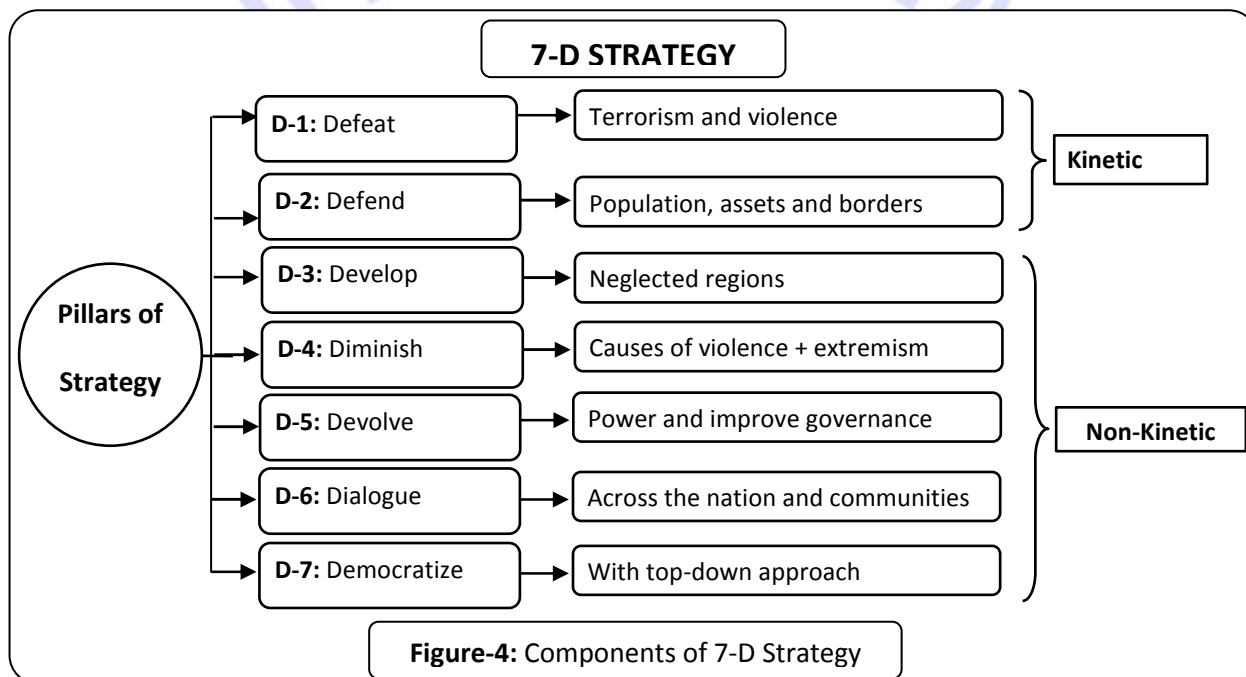 7-D STRATEGY
D-1: Defeat
Terrorism and violence
Kinetic
D-2: Defend
Population, assets and borders
D-3: Develop
Neglected regions
Pillars of
Strategy
D-4: Diminish
Causes of violence + extremism
D-5: Devolve
Power and improve governance
Non-Kinetic
D-6: Dialogue
Across the nation and communities
D-7: Democratize
With top-down approach
Figure-4: Components of 7-D Strategy